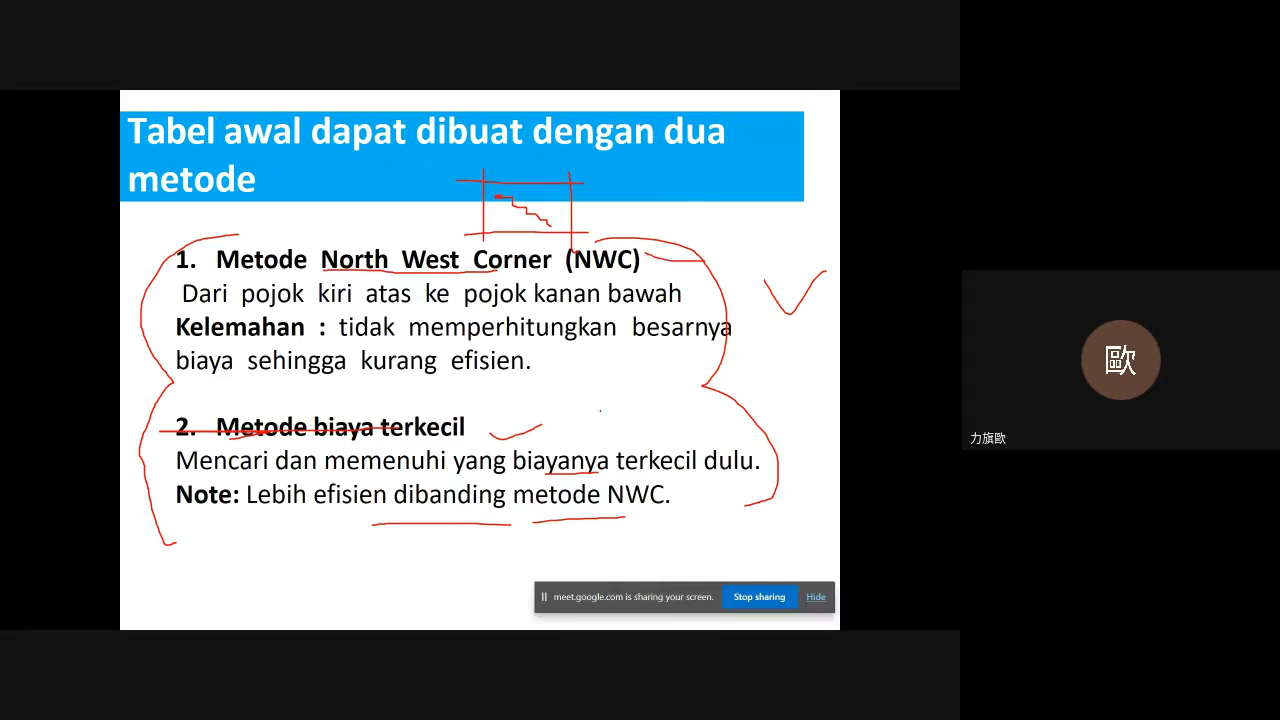 Tabel awal dapat dibuat dengan dua
metode
1. Metode North West Corner (NWC)
Dari pojok kiri atas ke pojok kanan bawah
Kelemahan : tidak memperhitungkan besarnya
biaya sehingga kurang efisien.
2. Metode biaya terkecil
Mencari dan memenuhi yang biayanya terkecil dulu.
Note: Lebih efisien dibanding metode NWC.
meet.google.com is sharing your screen. Stop sharing Hide
歐
力旗歐